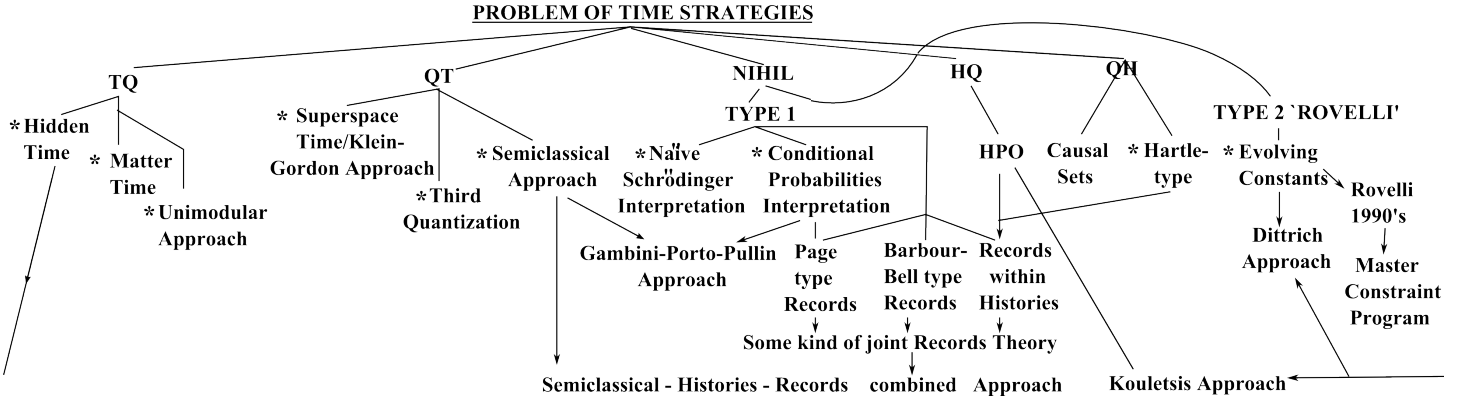 PROBLEM OF TIME STRATEGIES
TQ
QT
NIHIL
HQ
QH
TYPE 1
TYPE 2 `ROVELLI'
* Hidden
Time
* Matter
Time
* Unimodular
Approach
* Superspace
Time/Klein-
Gordon Approach
* Third
Quantization
* Semiclassical
Approach
* Naïve
Schrödinger
Interpretation
* Conditional
Probabilities
Interpretation
HPO
Causal
Sets
* Hartle-
type
* Evolving
Constants
Rovelli
1990's
Dittrich
Approach
Master
Constraint
Program
Gambini-Porto-Pullin
Approach
Page
type
Records
Barbour-
Bell type
Records
Records
within
Histories
Some kind of joint Records Theory
Semiclassical - Histories - Records combined Approach
Kouletsis Approach